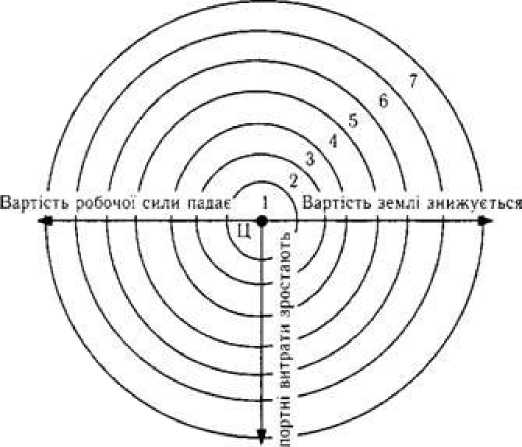 7
6
5
4
3
2
Вартість робочої сили падає
1
Вартість землі знижується
Ц
портні витрати зростають